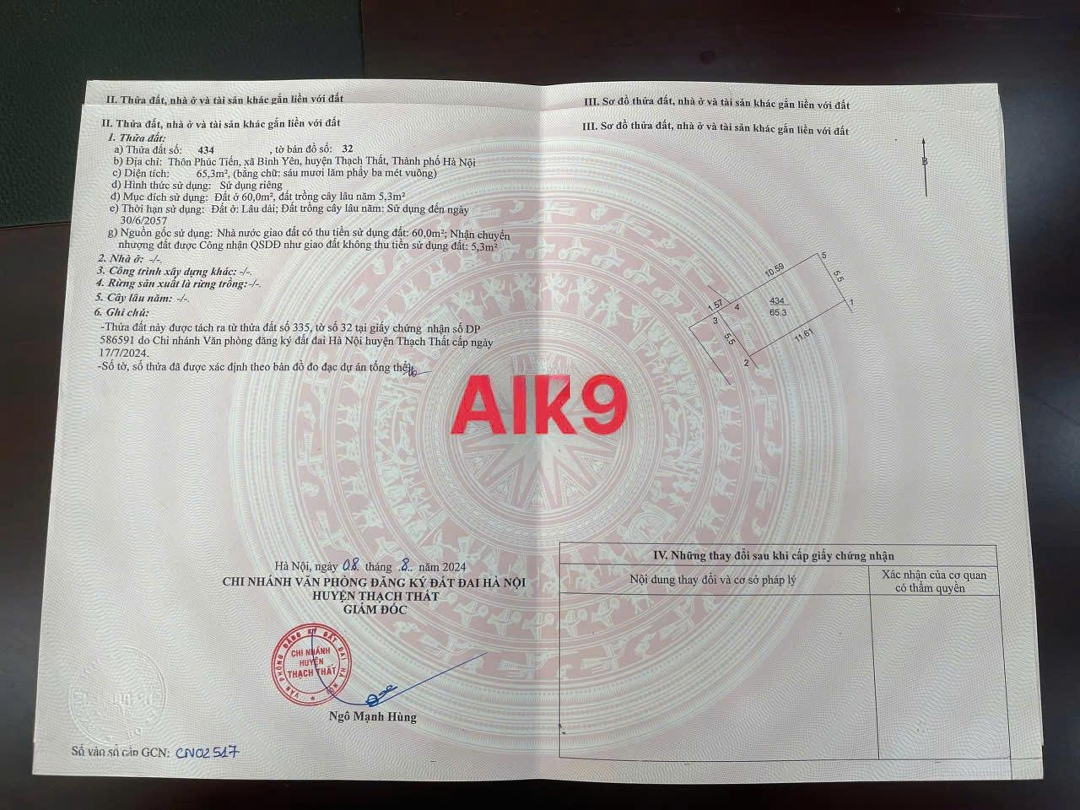 II. Thửa đất, nhà ở và tài sản khác gắn liền với đất
II. Thửa đất, nhà ở và tài sản khác gắn liền với đất
1. Thửa đất:
a) Thửa đất số: 434 , tờ bản đồ số: 32
b) Địa chỉ: Thôn Phúc Tiến, xã Bình Yên, huyện Thạch Thất, Thành phố Hà Nội
c) Diện tích: 65,3m², (bằng chữ: sáu mươi lăm phẩy ba mét vuông)
d) Hình thức sử dụng: Sử dụng riêng
đ) Mục đích sử dụng: Đất ở 60,0m², đất trồng cây lâu năm 5,3m²
e) Thời hạn sử dụng: Đất ở: Lâu dài; Đất trồng cây lâu năm: Sử dụng đến ngày
30/6/2057
g) Nguồn gốc sử dụng: Nhà nước giao đất có thu tiền sử dụng đất: 60,0m²; Nhận chuyển
nhượng đất được Công nhận QSDĐ như giao đất không thu tiền sử dụng đất: 5,3m²
2. Nhà ở: -/-.
3. Công trình xây dựng khác: -/-.
4. Rừng sản xuất là rừng trồng:-/-.
5. Cây lâu năm: -/-.
6. Ghi chú:
-Thửa đất này được tách ra từ thửa đất số 335, tờ số 32 tại giấy chứng nhận số DP
586591 do Chi nhánh Văn phòng đăng ký đất đai Hà Nội huyện Thạch Thất cấp ngày
17/7/2024.
-Số tờ, số thửa đã được xác định theo bản đồ đo đạc dự án tổng thể
Hà Nội, ngày 08 tháng 8.. năm 2024
CHI NHÁNH VĂN PHÒNG ĐĂNG KÝ ĐẤT ĐAI HÀ NỘI
HUYỆN THẠCH THẤT
GIÁM ĐỐC
VĂN PHÒNG ĐĂNG KÝ ĐẤT ĐAI HÀ NỘI
CHI NHÁNH
HUYỆN
THẠCH THẤT
Ngô Mạnh Hùng
Số vào sổ cấp GCN: CN02517
AIK9
III. Sơ đồ thửa đất, nhà ở và tài sản khác gắn liền với đất
III. Sơ đồ thửa đất, nhà ở và tài sản khác gắn liền với đất
B
5
10.59
5.5
1.57
4
434
65.3
1
3
5.5
11.61
2
IV. Những thay đổi sau khi cấp giấy chứng nhận
Nội dung thay đổi và cơ sở pháp lý
Xác nhận của cơ quan
có thẩm quyền